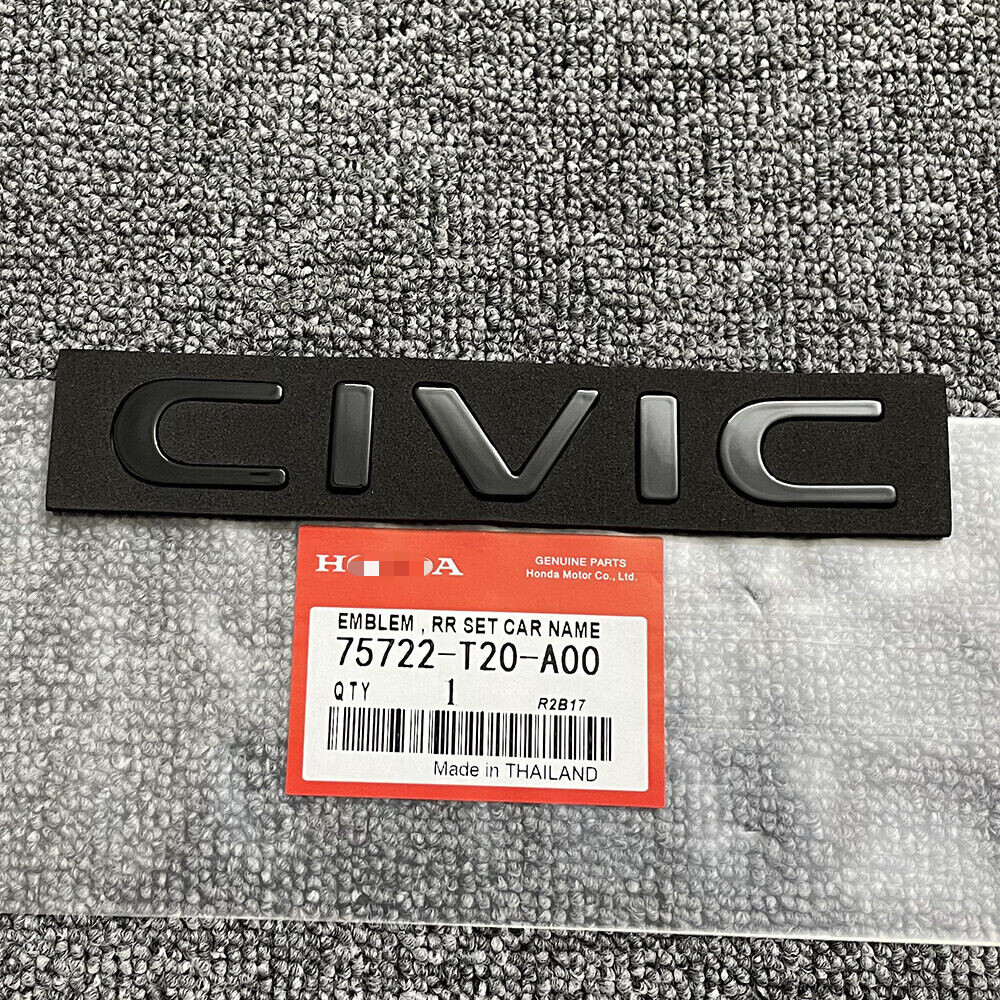 CIVIC
GENUINE PARTS
Honda Motor Co., Ltd.
EMBLEM , RR SET CAR NAME
75722-T20-A00
QTY 1 R2B17
Made in THAILAND